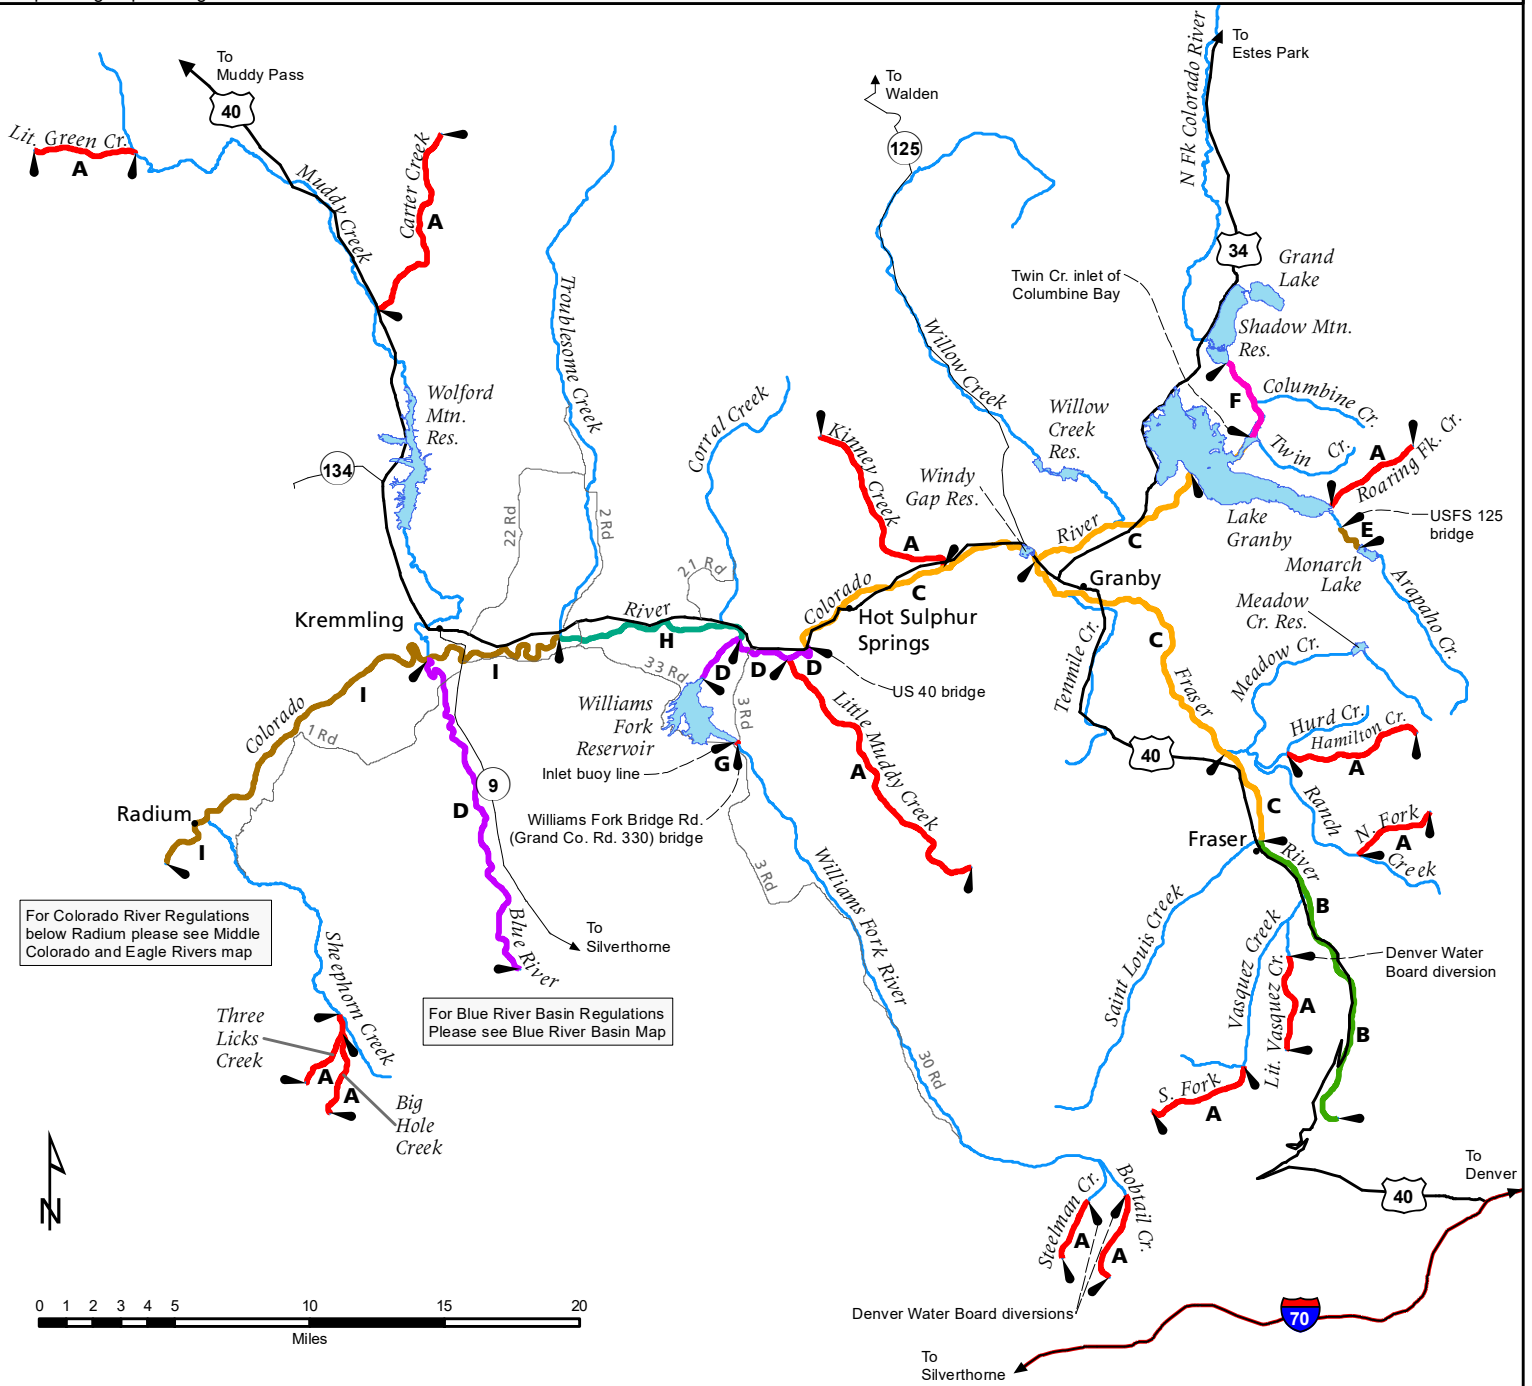 To
Muddy Pass
40
Lit. Green Cr.
A
Muddy Creek
Carter Creek
A
To
Walden
125
N Fk Colorado River
To
Estes Park
34
Grand
Lake
Twin Cr. inlet of
Columbine Bay
Shadow Mtn.
Res.
Troublesome Creek
Willow Creek
F
Columbine Cr.
Wolford
Mtn.
Res.
Corral Creek
Willow
Creek
Res.
Twin Cr.
A
Roaring Fk. Cr.
134
Kinney Creek
A
Windy
Gap Res.
22 Rd
2 Rd
21 Rd
Lake
Granby
USFS 125
bridge
E
River
C
Monarch
Lake
Arapaho Cr.
Granby
Colorado
C
Hot Sulphur
Springs
Meadow
Cr. Res.
Meadow Cr.
Kremmling
River
H
I
I
Colorado
33 Rd
D
D
D
US 40 bridge
C
Tenmile Cr.
Fraser
Williams
Fork
Reservoir
3 Rd
Little Muddy Creek
A
Hurd Cr.
Hamilton Cr.
A
40
1 Rd
Inlet buoy line
G
9
D
Radium
I
Williams Fork Bridge Rd.
(Grand Co. Rd. 330) bridge
C
Ranch
N. Fork
A
Creek
Fraser
River
B
3 Rd
Williams Fork River
For Colorado River Regulations
below Radium please see Middle
Colorado and Eagle Rivers map
Sheephorn Creek
Blue River
To
Silverthorne
Saint Louis Creek
Vasquez Creek
Lit. Vasquez Cr.
A
Denver Water
Board diversion
B
For Blue River Basin Regulations
Please see Blue River Basin Map
Three
Licks
Creek
A
A
Big
Hole
Creek
30 Rd
S. Fork
A
N
Steelman Cr.
A
Bobtail Cr.
A
To
Denver
40
Denver Water Board diversions
70
0 1 2 3 4 5 10 15 20
Miles
To
Silverthorne